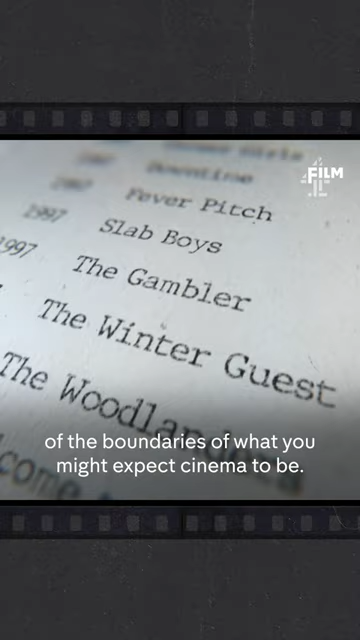 FILM
4
Downtime
1997 Fever Pitch
1997 Slab Boys
1997 The Gambler
The Winter Guest
The Woodlanders
of the boundaries of what you
might expect cinema to be.